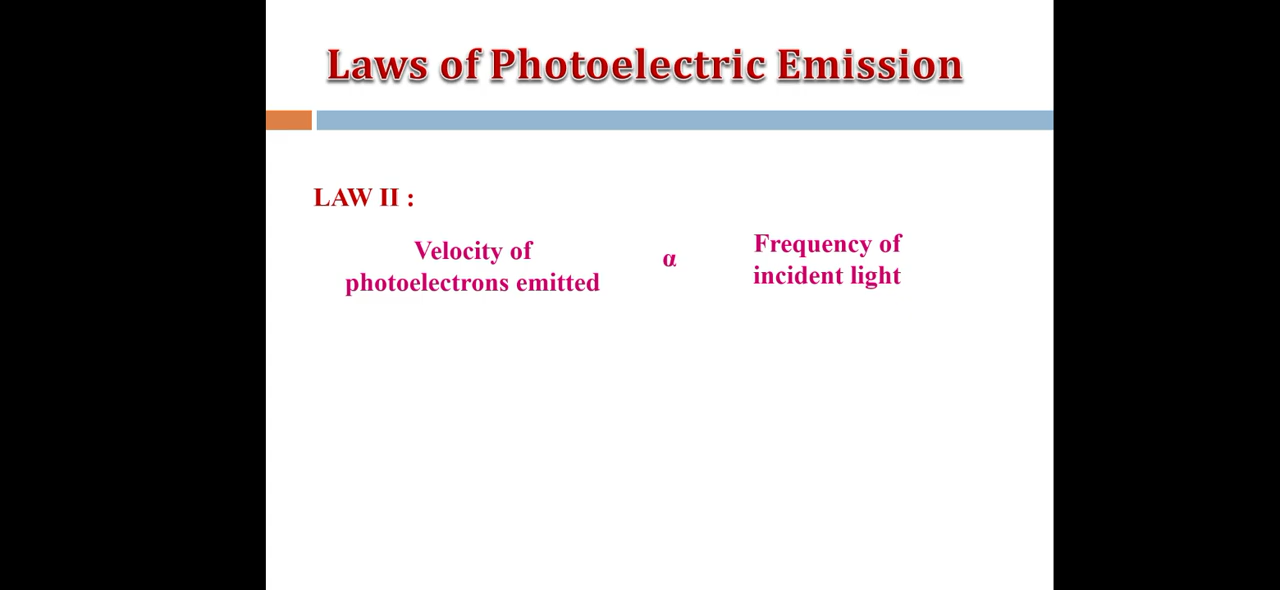 Laws of Photoelectric Emission
LAW II :
Velocity of
photoelectrons emitted
α
Frequency of
incident light